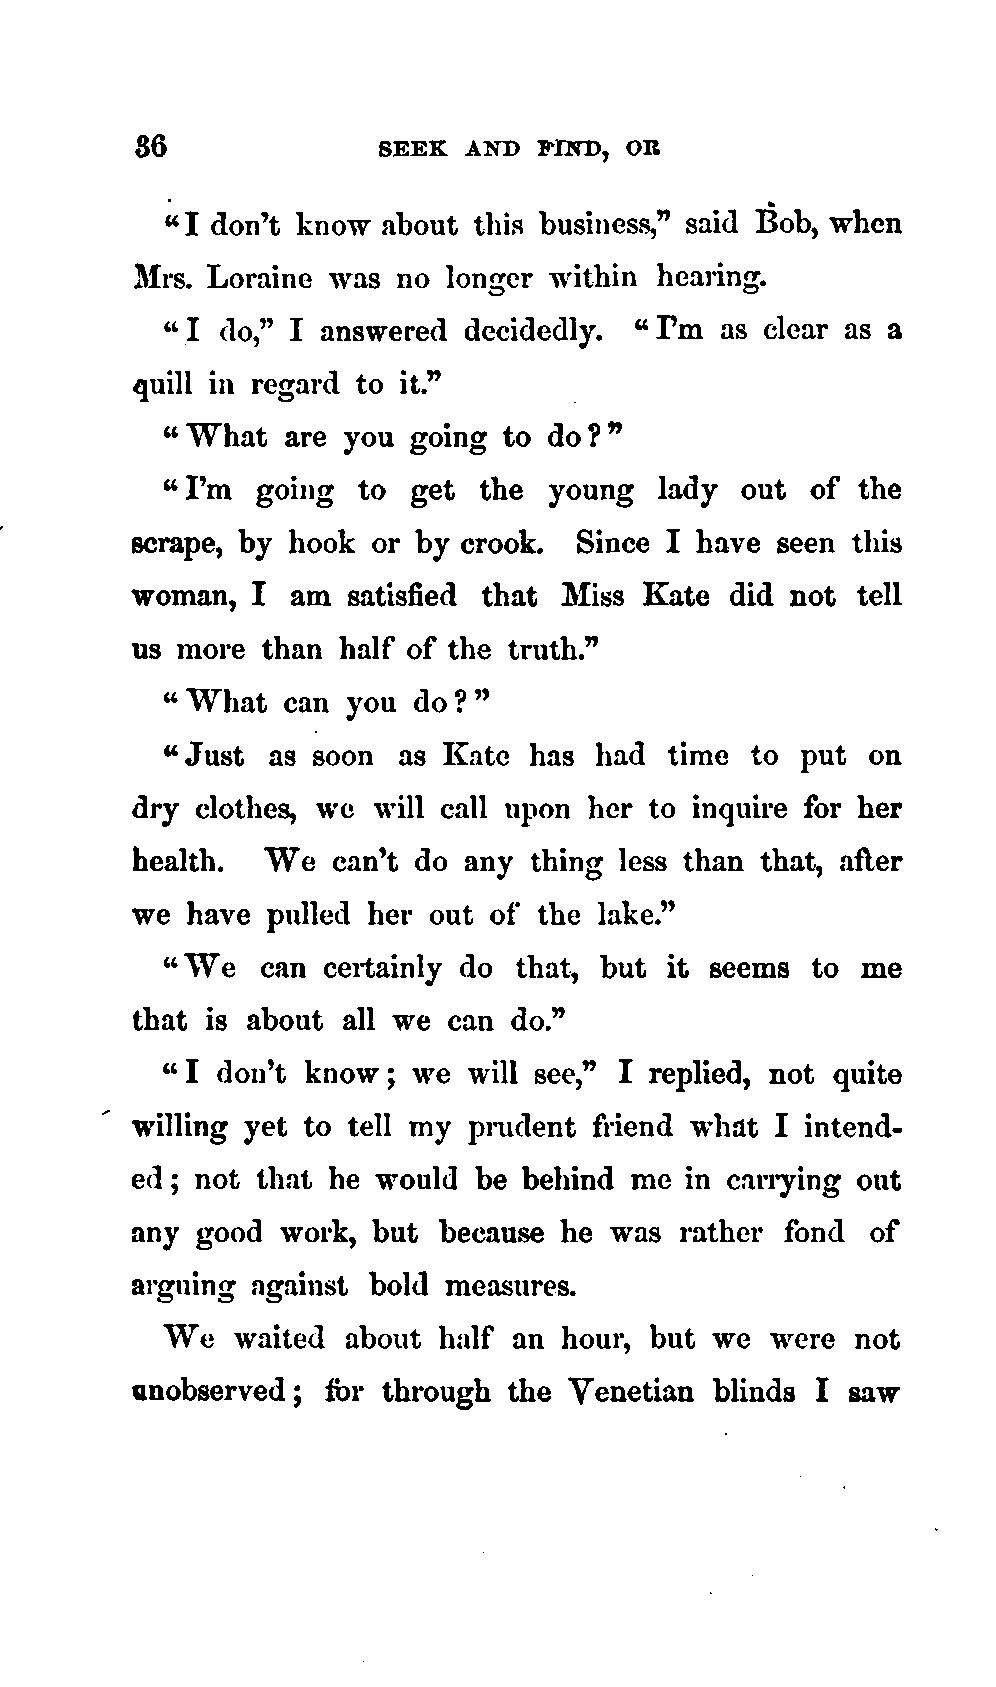 36 SEEK AND FIND, OR
“I don’t know about this business,” said Bob, when
Mrs. Loraine was no longer within hearing.
“I do,” I answered decidedly. “I’m as clear as a
quill in regard to it.”
“What are you going to do?”
“I’m going to get the young lady out of the
scrape, by hook or by crook. Since I have seen this
woman, I am satisfied that Miss Kate did not tell
us more than half of the truth.”
“What can you do?”
“Just as soon as Kate has had time to put on
dry clothes, we will call upon her to inquire for her
health. We can’t do any thing less than that, after
we have pulled her out of the lake.”
“We can certainly do that, but it seems to me
that is about all we can do.”
“I don’t know; we will see,” I replied, not quite
willing yet to tell my prudent friend what I intend-
ed; not that he would be behind me in carrying out
any good work, but because he was rather fond of
arguing against bold measures.
We waited about half an hour, but we were not
unobserved; for through the Venetian blinds I saw